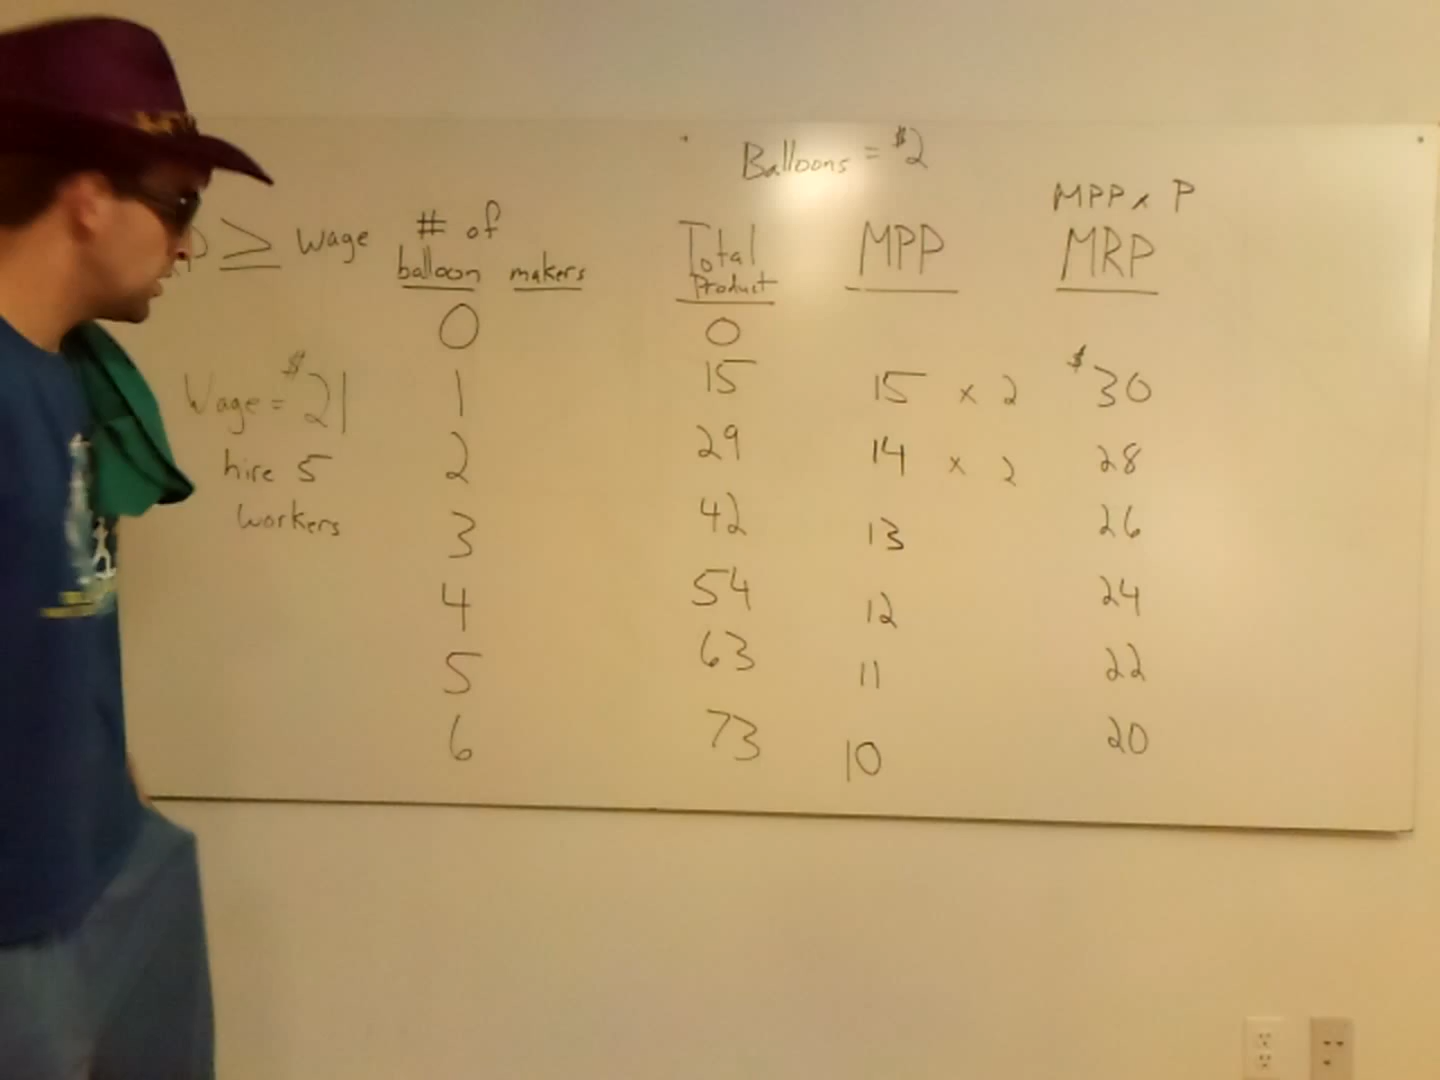 Balloons = $2
MPP x P
≥ wage
# of
balloon makers
Total
Product
MPP
MRP
0 0
Wage = $21
1 15 15 x 2 $30
hire 5
2 29 14 x 2 28
workers
3 42 13 26
4 54 12 24
5 63 11 22
6 73 10 20